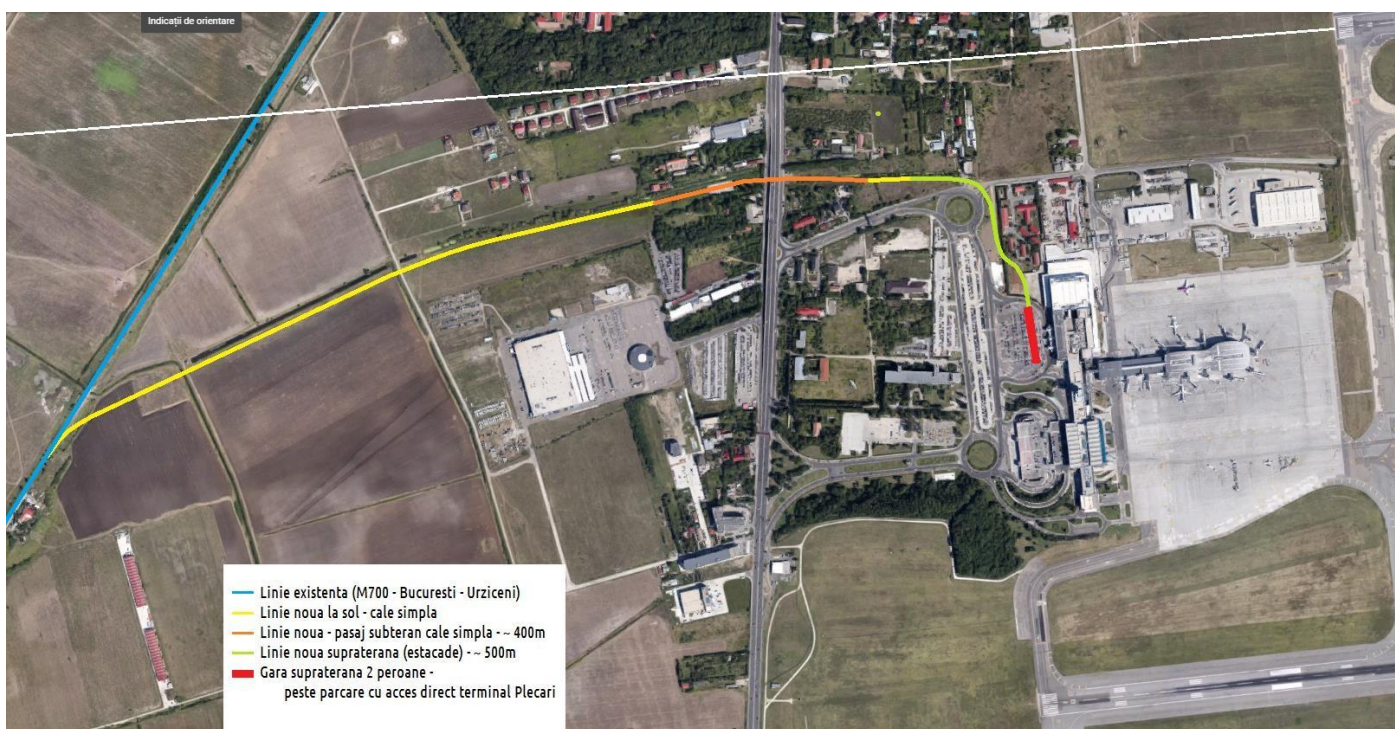 Indicații de orientare
Linie existenta (M700 - Bucuresti - Urziceni)
Linie noua la sol - cale simpla
Linie noua - pasaj subteran cale simpla - ~ 400m
Linie noua supraterana (estacade) - ~ 500m
Gara supraterana 2 peroane -
peste parcare cu acces direct terminal Plecari